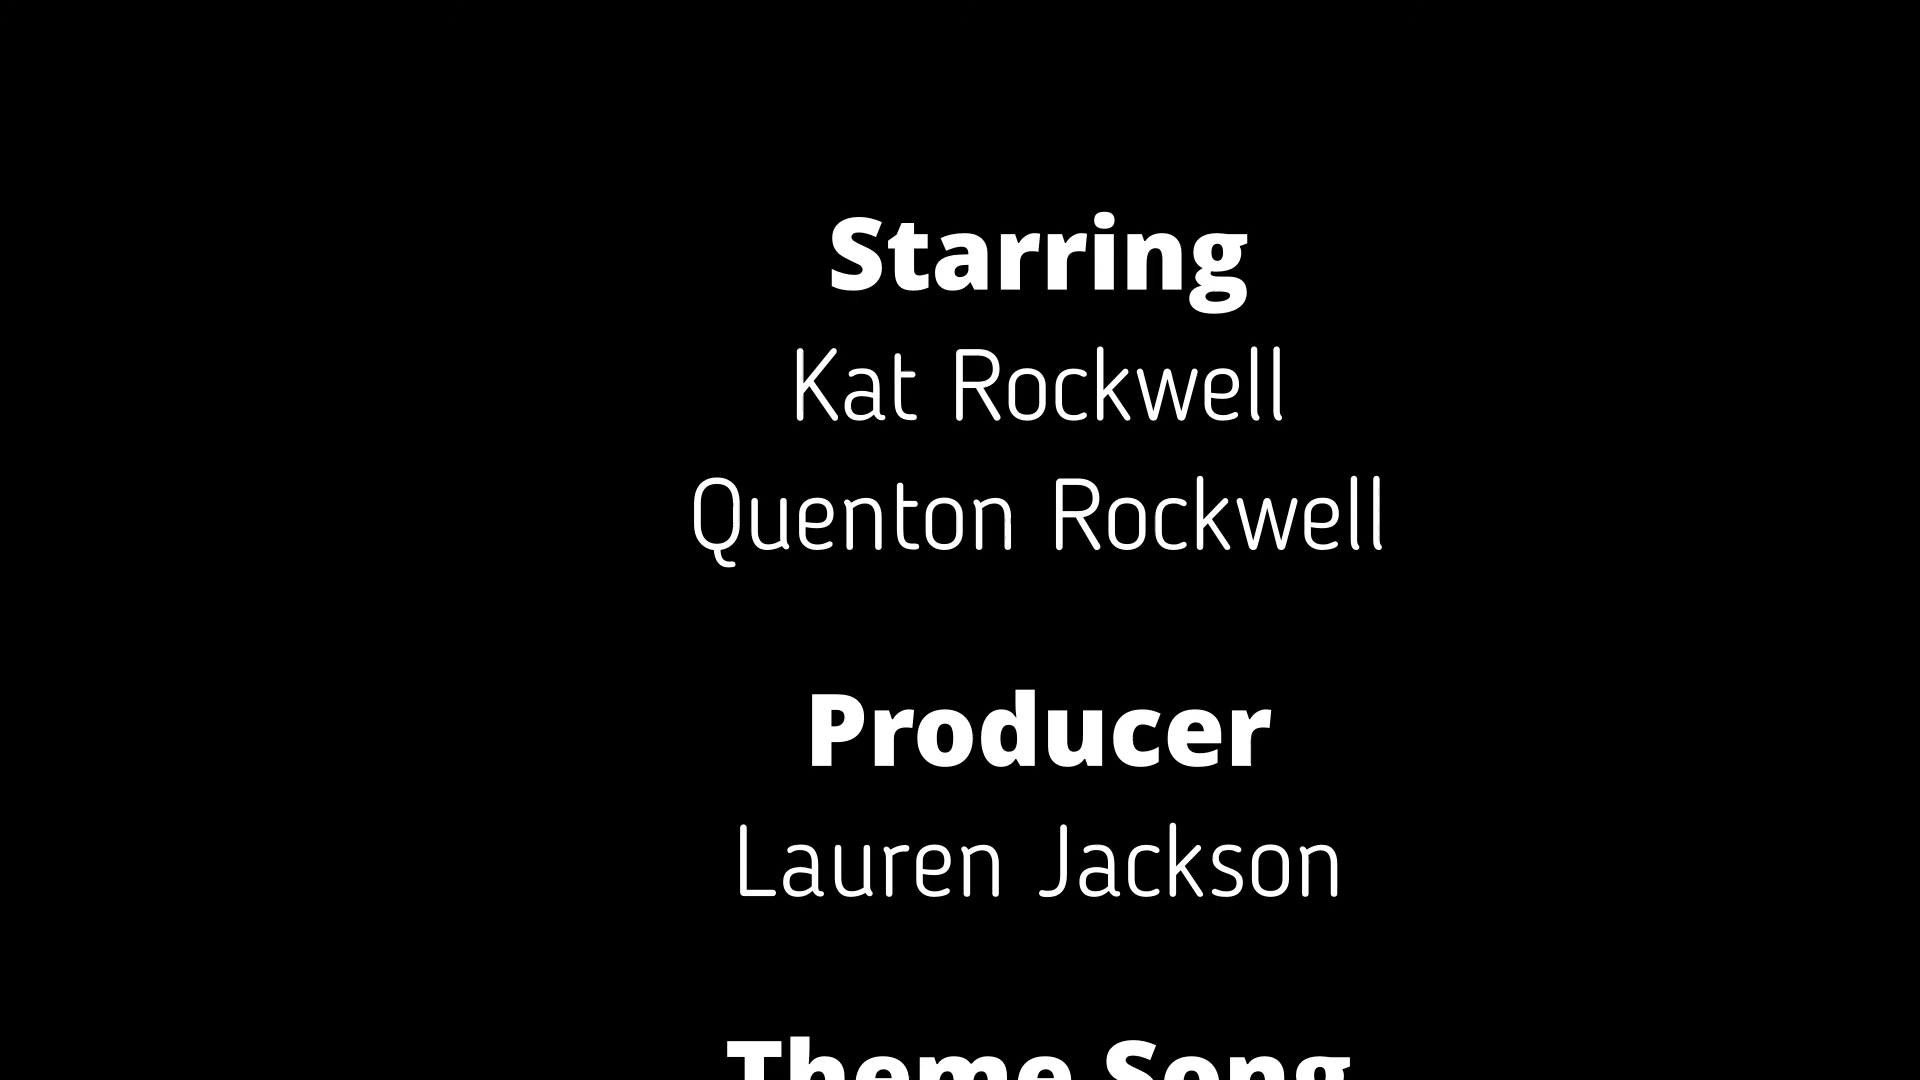 Starring
Kat Rockwell
Quenton Rockwell
Producer
Lauren Jackson
Theme Song